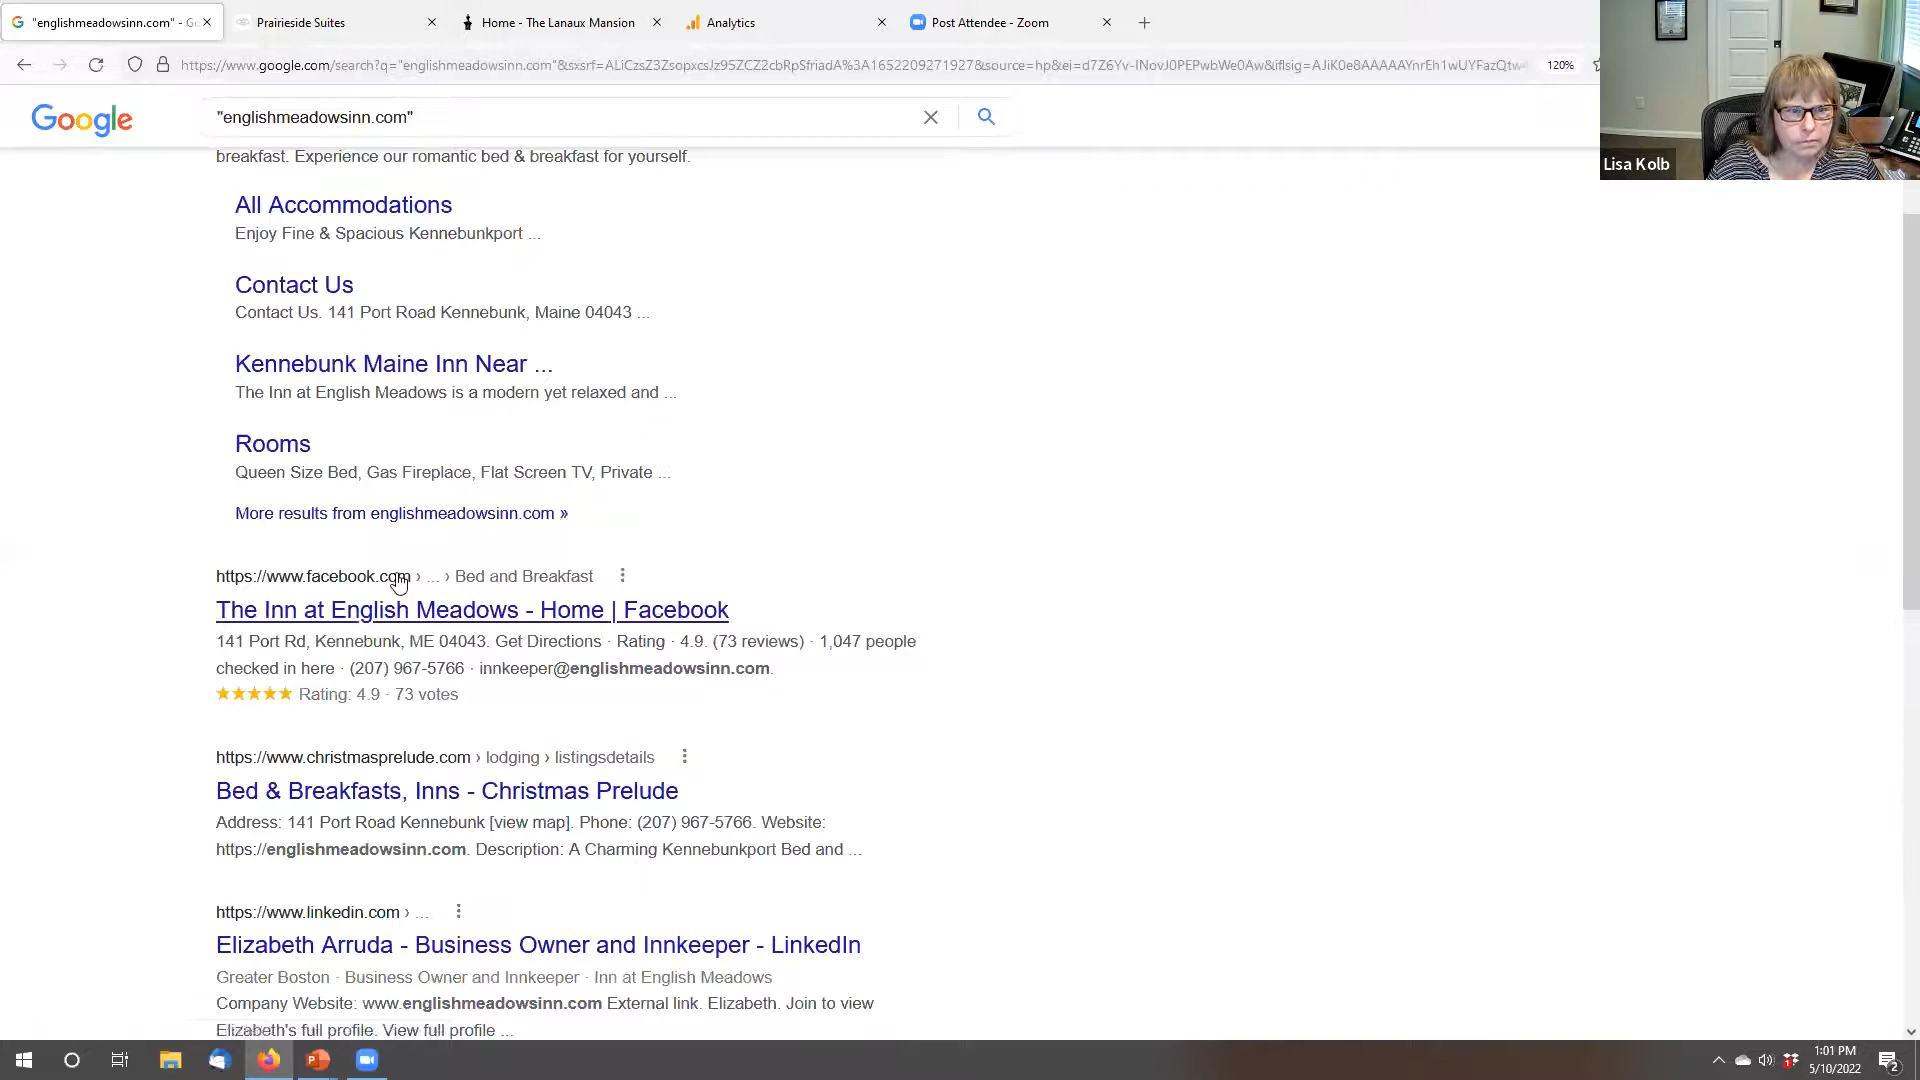 "englishmeadowsinn.com" - Go
Prairieside Suites
Home - The Lanaux Mansion
Analytics
Post Attendee - Zoom
https://www.google.com/search?q="englishmeadowsinn.com"&sxsrf=ALiCzsZ3ZsopxcsJz95ZCZ2cbRpSfriadA%3A1652209271927&source=hp&ei=d7Z6Yv-INovJ0PEPwbWe0Aw&iflsig=AJiK0e8AAAAAYnrEh1wUYFazQtw
120%
Lisa Kolb
Google
"englishmeadowsinn.com"
breakfast. Experience our romantic bed & breakfast for yourself.
All Accommodations
Enjoy Fine & Spacious Kennebunkport ...
Contact Us
Contact Us. 141 Port Road Kennebunk, Maine 04043 ...
Kennebunk Maine Inn Near ...
The Inn at English Meadows is a modern yet relaxed and ...
Rooms
Queen Size Bed, Gas Fireplace, Flat Screen TV, Private ...
More results from englishmeadowsinn.com »
https://www.facebook.com › ... › Bed and Breakfast
The Inn at English Meadows - Home | Facebook
141 Port Rd, Kennebunk, ME 04043. Get Directions · Rating · 4.9. (73 reviews) · 1,047 people
checked in here · (207) 967-5766 · innkeeper@englishmeadowsinn.com.
Rating: 4.9 · 73 votes
https://www.christmasprelude.com › lodging › listingsdetails
Bed & Breakfasts, Inns - Christmas Prelude
Address: 141 Port Road Kennebunk [view map]. Phone: (207) 967-5766. Website:
https://englishmeadowsinn.com. Description: A Charming Kennebunkport Bed and ...
https://www.linkedin.com › ...
Elizabeth Arruda - Business Owner and Innkeeper - LinkedIn
Greater Boston · Business Owner and Innkeeper · Inn at English Meadows
Company Website: www.englishmeadowsinn.com External link. Elizabeth. Join to view
Elizabeth's full profile. View full profile ...
1:01 PM
5/10/2022